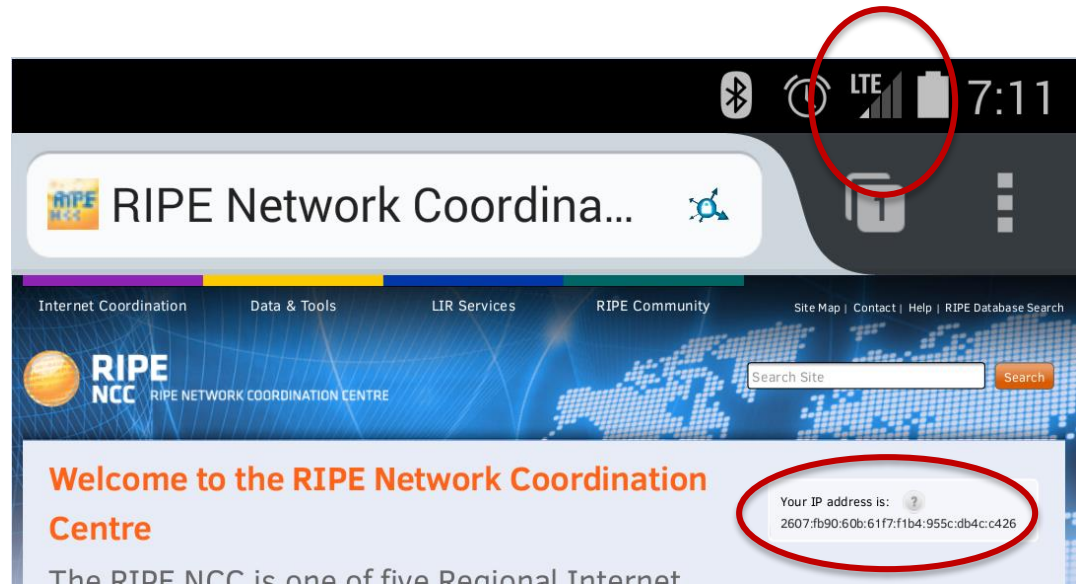 LTE 7:11
RIPE NCC RIPE Network Coordina... 1
Internet Coordination Data & Tools LIR Services RIPE Community Site Map | Contact | Help | RIPE Database Search
RIPE
NCC RIPE NETWORK COORDINATION CENTRE
Search Site Search
Welcome to the RIPE Network Coordination
Centre
Your IP address is: ?
2607:fb90:60b:61f7:f1b4:955c:db4c:c426
The RIPE NCC is one of five Regional Internet